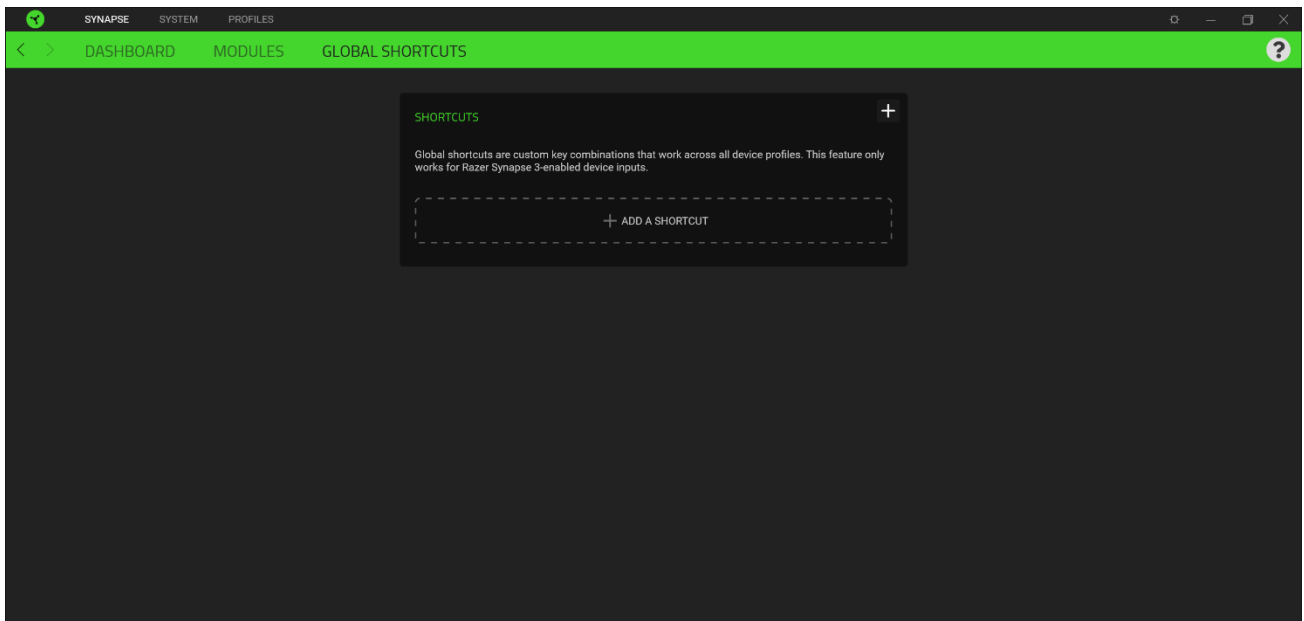 SYNAPSE SYSTEM PROFILES
DASHBOARD MODULES GLOBAL SHORTCUTS ?
SHORTCUTS
Global shortcuts are custom key combinations that work across all device profiles. This feature only
works for Razer Synapse 3-enabled device inputs.
ADD A SHORTCUT